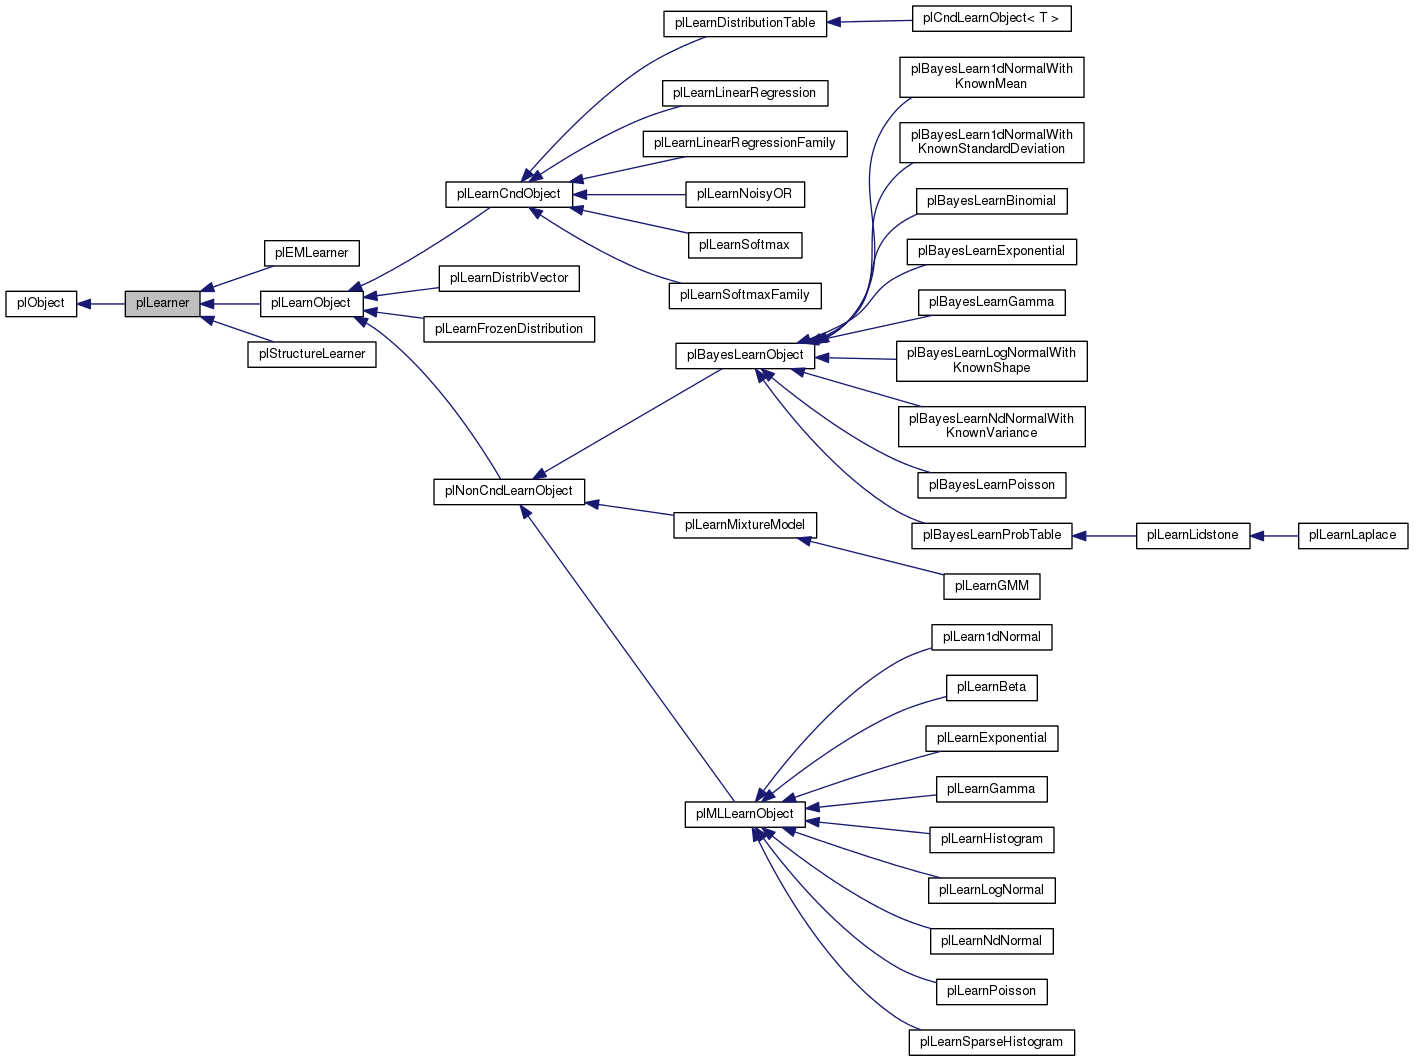 plObject
plLearner
plEMLearner
plLearnObject
plStructureLearner
plLearnCndObject
plLearnDistribVector
plLearnFrozenDistribution
plNonCndLearnObject
plLearnDistributionTable
plLearnLinearRegression
plLearnLinearRegressionFamily
plLearnNoisyOR
plLearnSoftmax
plLearnSoftmaxFamily
plBayesLearnObject
plLearnMixtureModel
plMLLearnObject
plCndLearnObject< T >
plBayesLearn1dNormalWith
KnownMean
plBayesLearn1dNormalWith
KnownStandardDeviation
plBayesLearnBinomial
plBayesLearnExponential
plBayesLearnGamma
plBayesLearnLogNormalWith
KnownShape
plBayesLearnNdNormalWith
KnownVariance
plBayesLearnPoisson
plBayesLearnProbTable
plLearnLidstone
plLearnLaplace
plLearnGMM
plLearn1dNormal
plLearnBeta
plLearnExponential
plLearnGamma
plLearnHistogram
plLearnLogNormal
plLearnNdNormal
plLearnPoisson
plLearnSparseHistogram